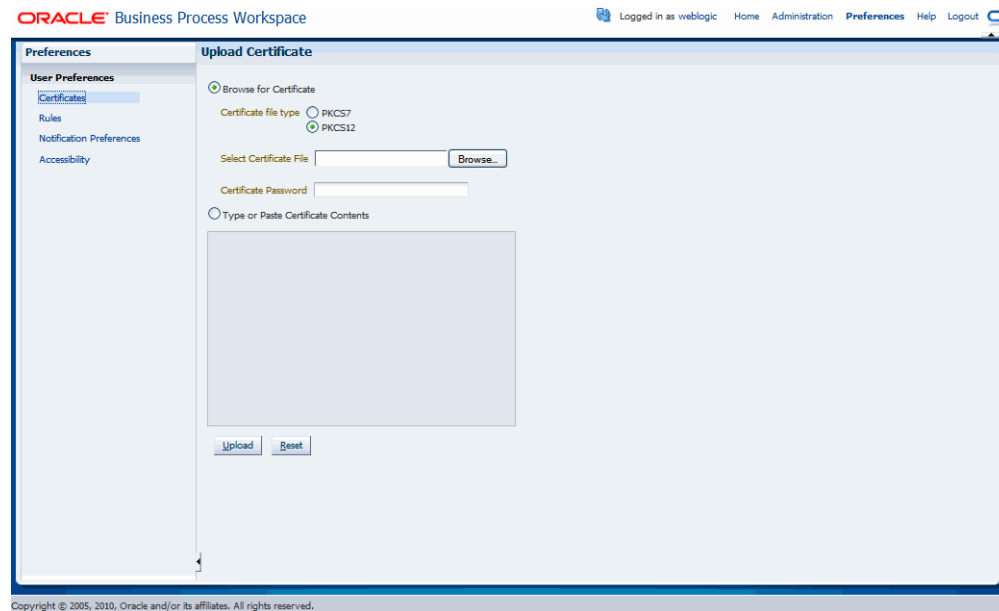 ORACLE Business Process Workspace
Logged in as weblogic Home Administration Preferences Help Logout
Preferences
User Preferences
Certificates
Rules
Notification Preferences
Accessibility
Upload Certificate
Browse for Certificate
Certificate file type PKCS7
PKCS12
Select Certificate File Browse...
Certificate Password
Type or Paste Certificate Contents
Upload Reset
Copyright © 2005, 2010, Oracle and/or its affiliates. All rights reserved.